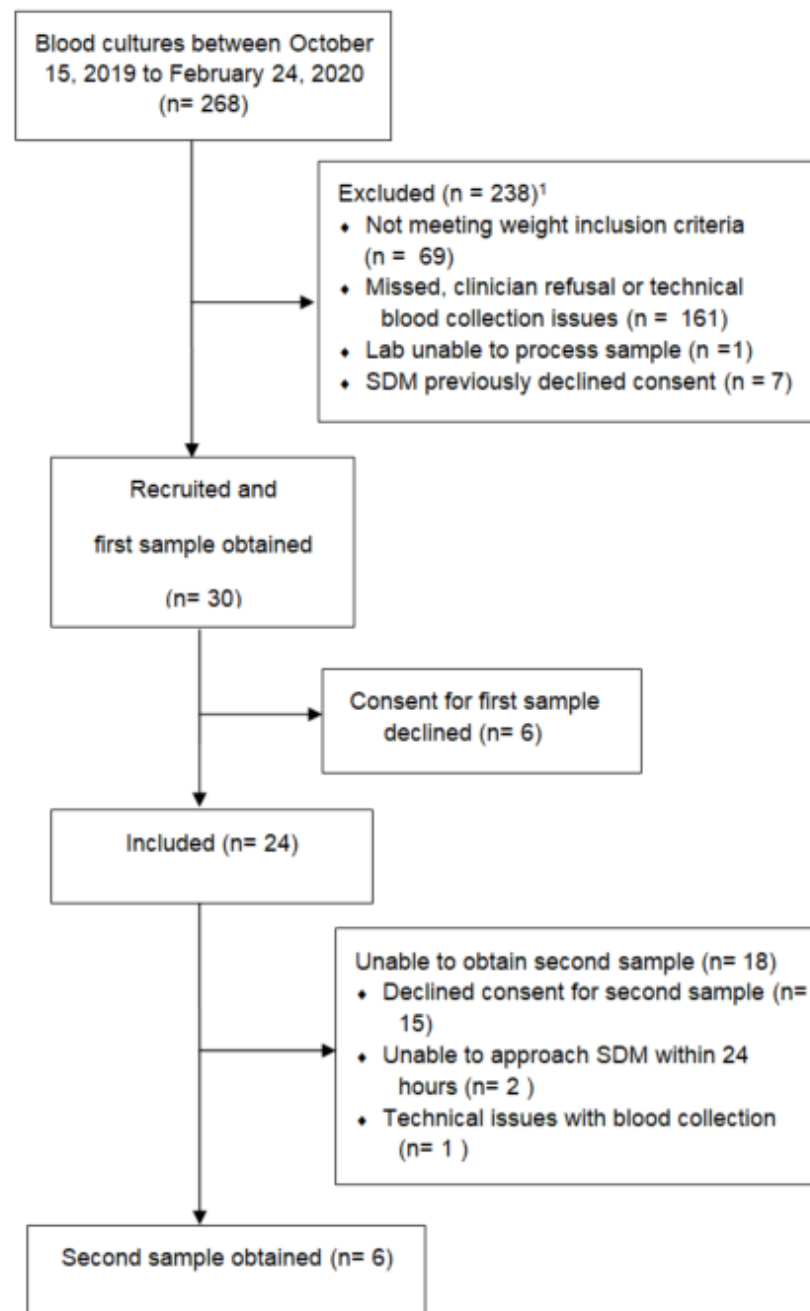 Blood cultures between October
15, 2019 to February 24, 2020
(n= 268)
Excluded (n = 238)¹
♦ Not meeting weight inclusion criteria
(n =  69)
♦ Missed, clinician refusal or technical
blood collection issues (n =  161)
♦ Lab unable to process sample (n =1)
♦ SDM previously declined consent (n = 7)
Recruited and
first sample obtained
(n= 30)
Consent for first sample
declined (n= 6)
Included (n= 24)
Unable to obtain second sample (n= 18)
♦ Declined consent for second sample (n=
15)
♦ Unable to approach SDM within 24
hours (n= 2 )
♦ Technical issues with blood collection
(n= 1 )
Second sample obtained (n= 6)